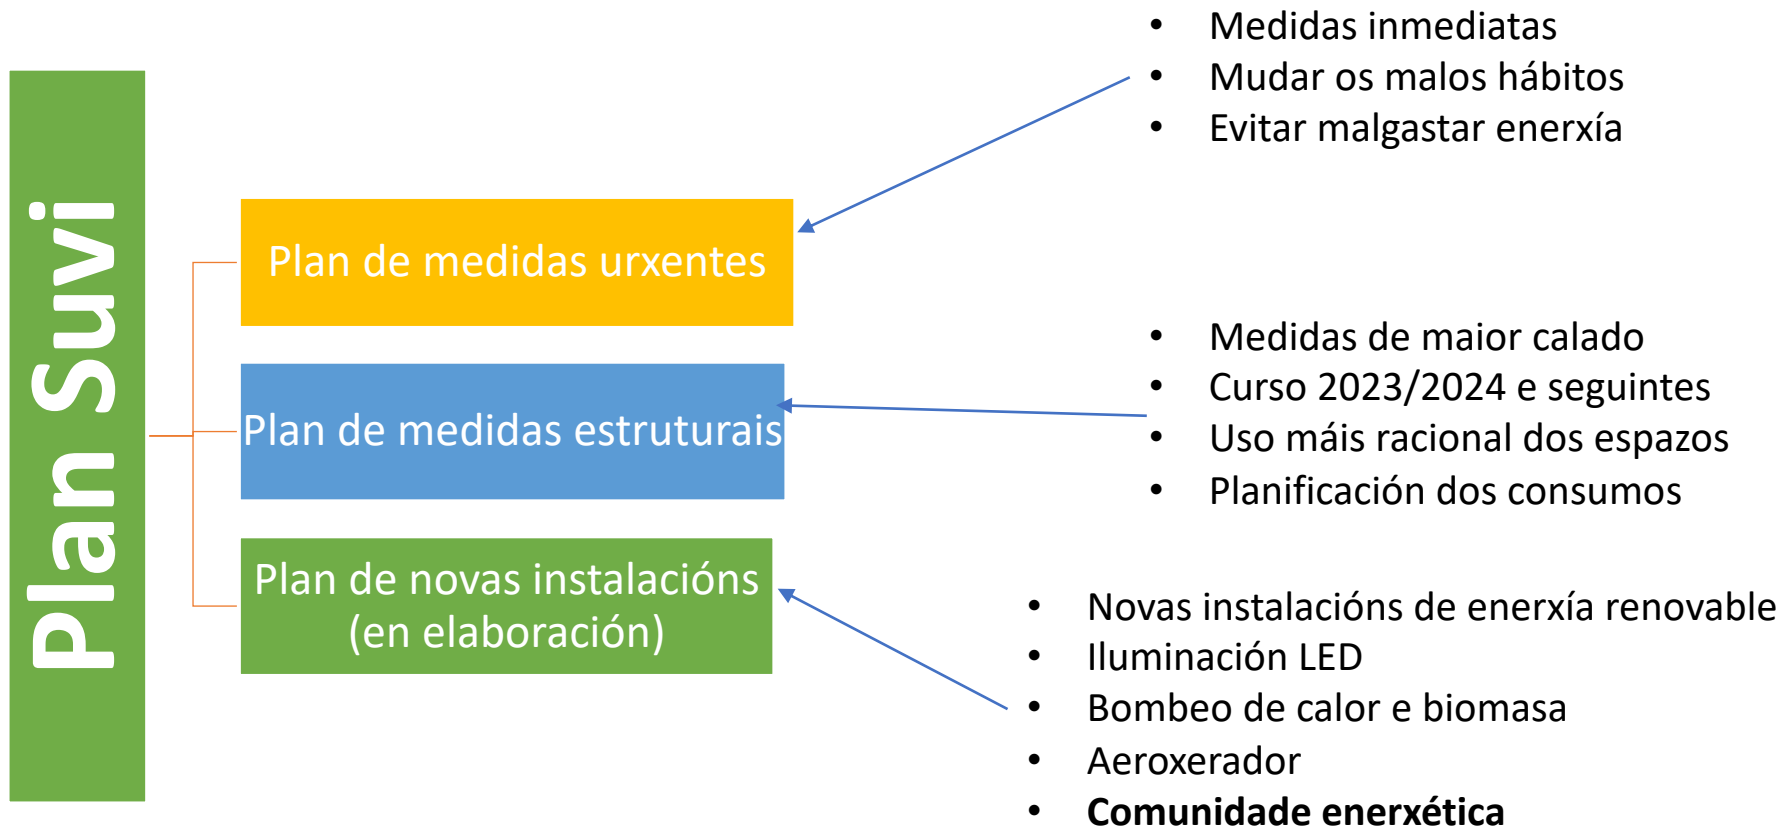 Plan Suvi
Plan de medidas urxentes
• Medidas inmediatas
• Mudar os malos hábitos
• Evitar malgastar enerxía
Plan de medidas estruturais
• Medidas de maior calado
• Curso 2023/2024 e seguintes
• Uso máis racional dos espazos
• Planificación dos consumos
Plan de novas instalacións
(en elaboración)
• Novas instalacións de enerxía renovable
• Iluminación LED
• Bombeo de calor e biomasa
• Aeroxerador
• Comunidade enerxética